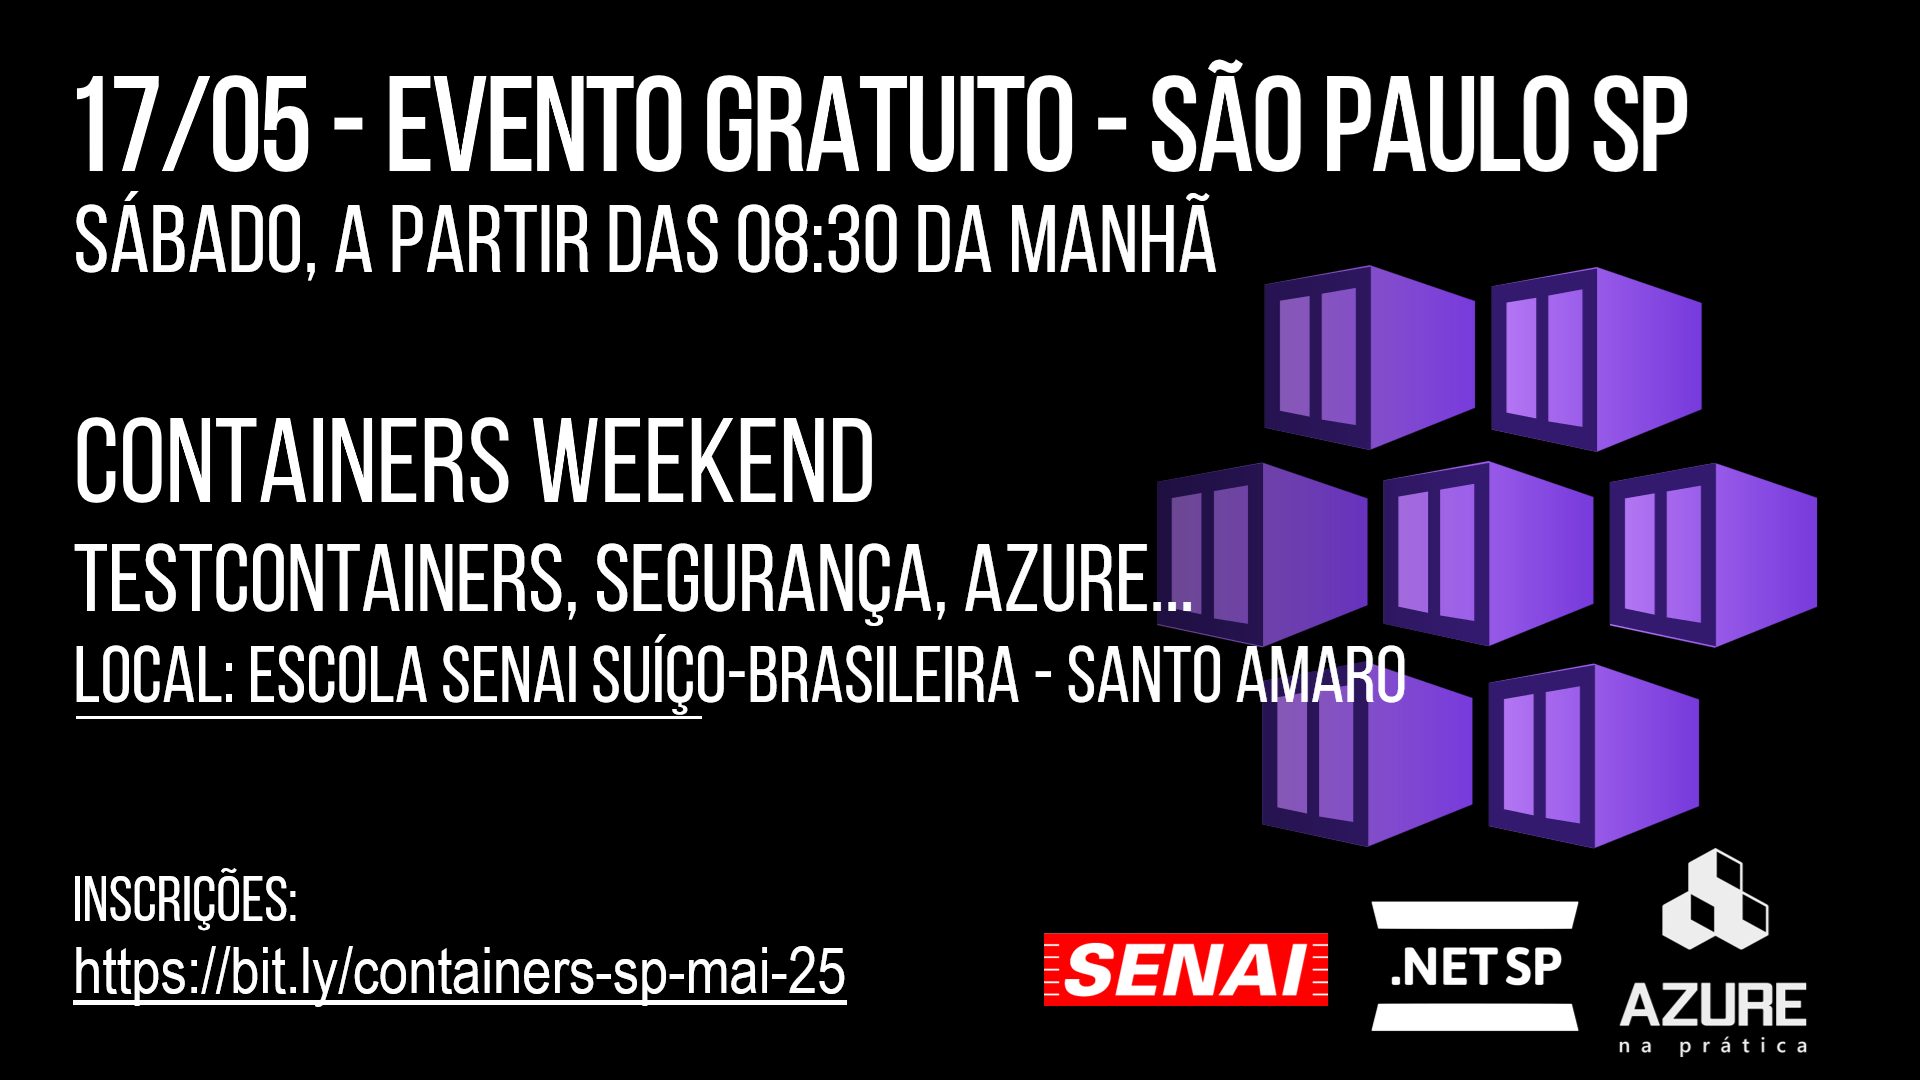 17/05 - EVENTO GRATUITO - SÃO PAULO SP
SÁBADO, A PARTIR DAS 08:30 DA MANHÃ
CONTAINERS WEEKEND
TESTCONTAINERS, SEGURANÇA, AZURE...
LOCAL: ESCOLA SENAI SUÍÇO-BRASILEIRA - SANTO AMARO
INSCRIÇÕES:
https://bit.ly/containers-sp-mai-25
SENAI
.NET SP
AZURE
na prática